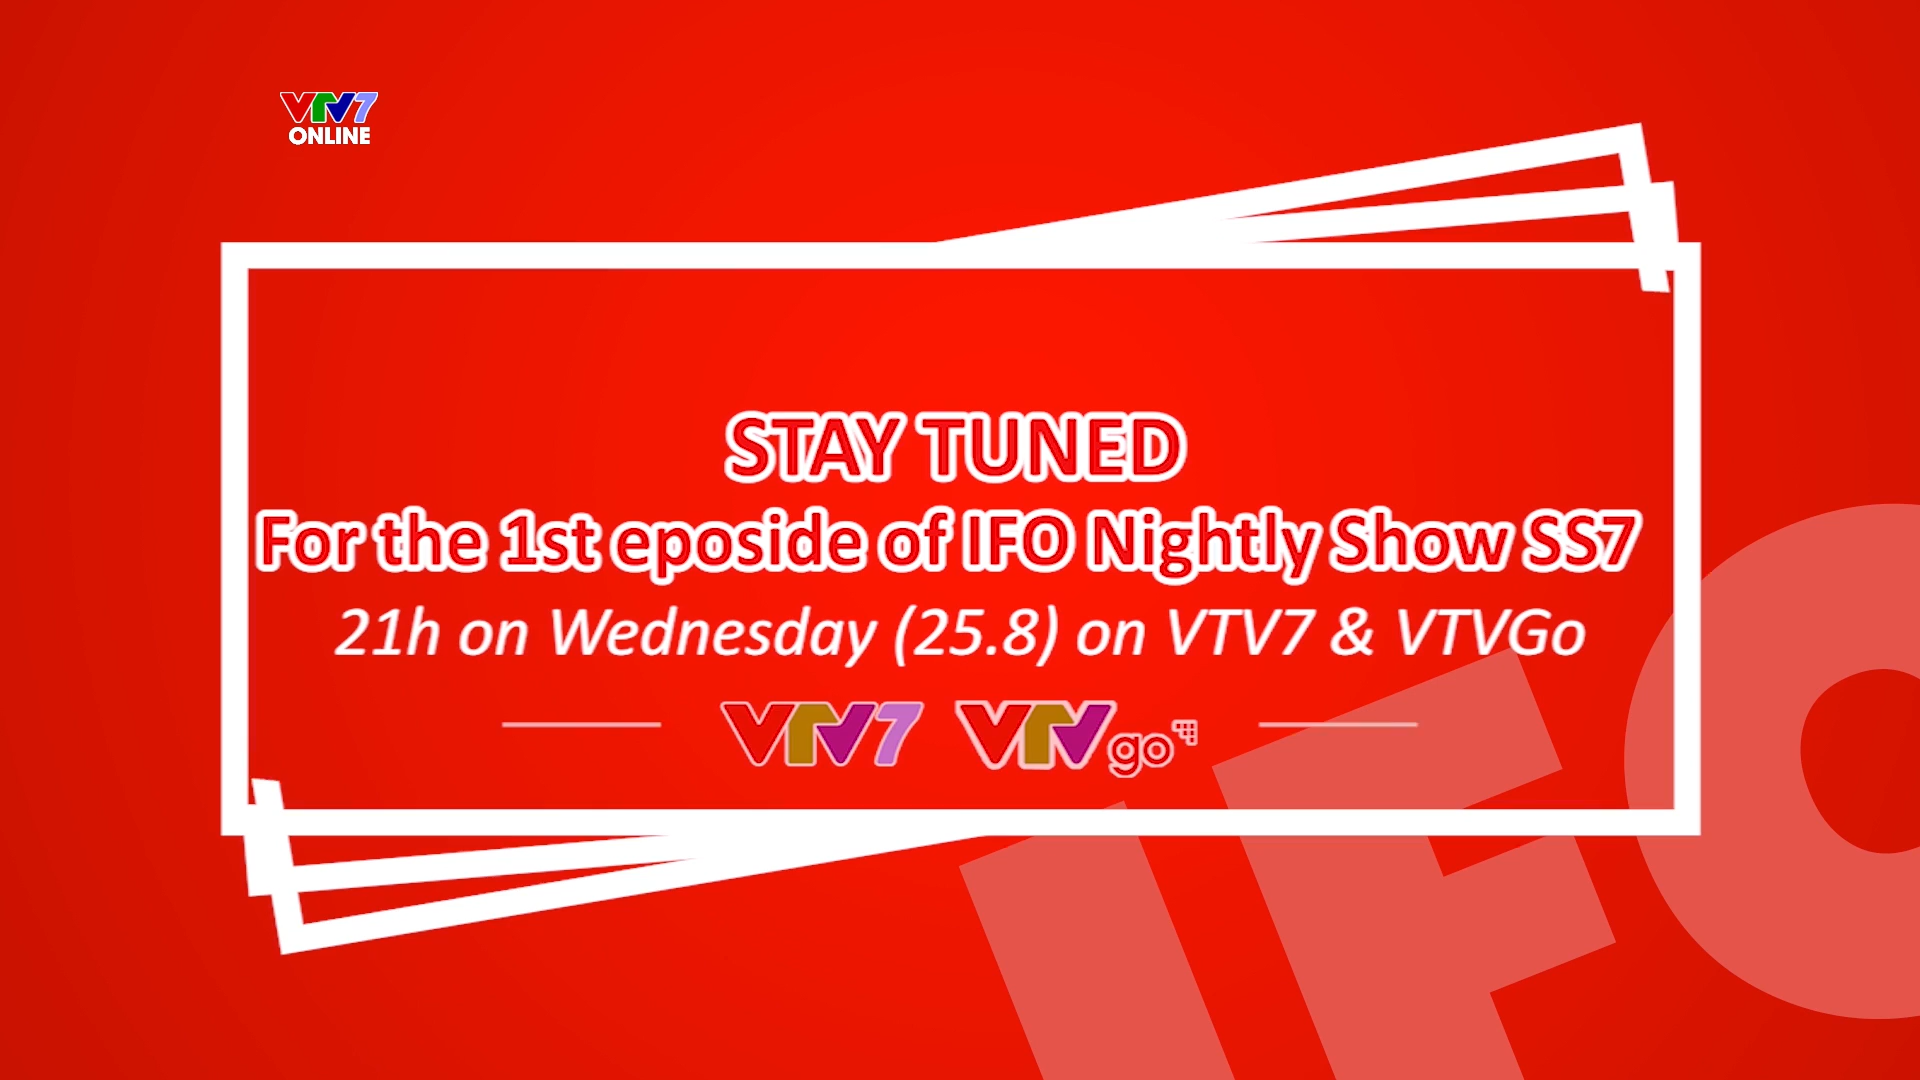 VTV7
ONLINE
STAY TUNED
For the 1st eposide of IFO Nightly Show SS7
21h on Wednesday (25.8) on VTV7 & VTVGo
VTV7 VTVgo
IFO